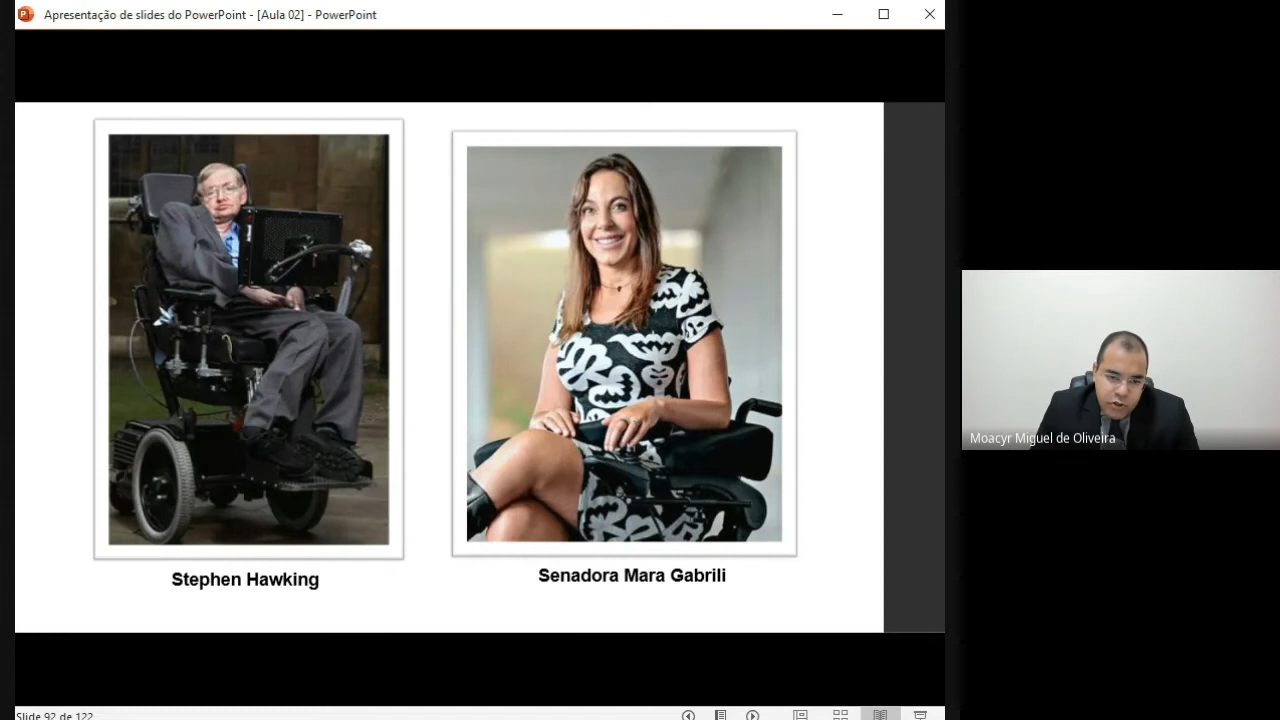 Apresentação de slides do PowerPoint - [Aula 02] - PowerPoint
Stephen Hawking
Senadora Mara Gabrili
Moacyr Miguel de Oliveira
Slide 92 de 122